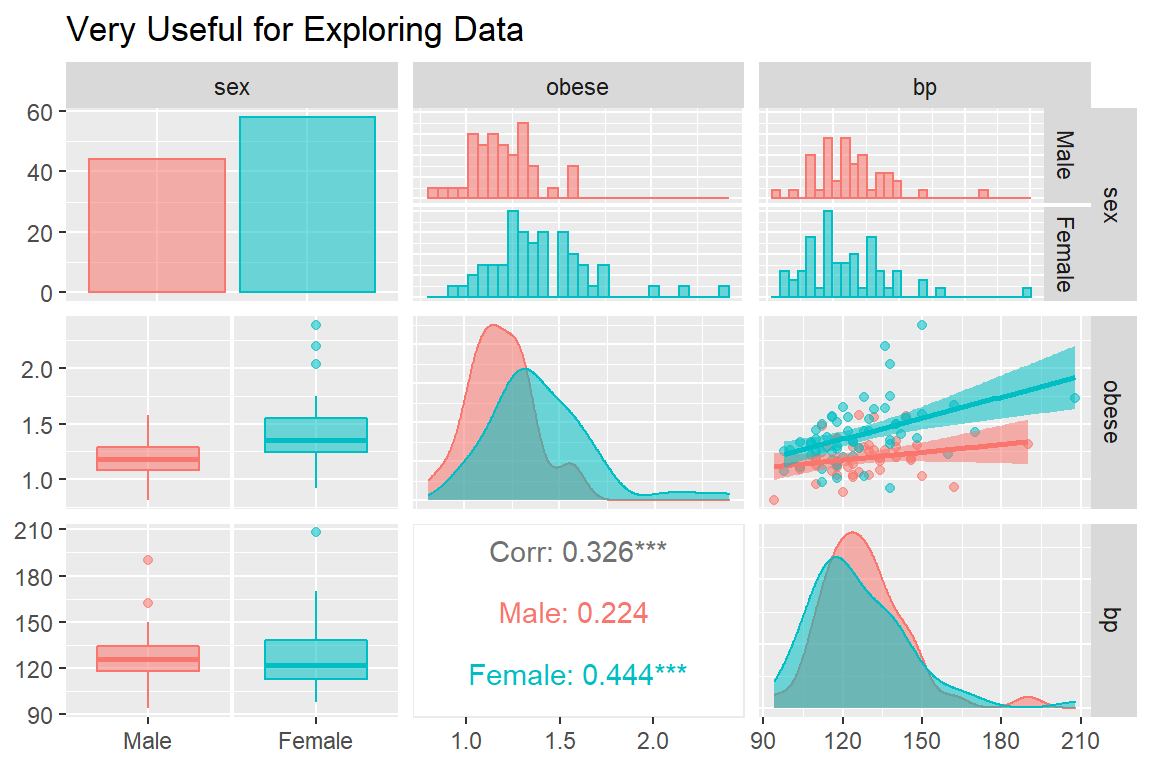 Very Useful for Exploring Data
sex
obese
bp
60
40
20
0
Male
Female
sex
2.0
1.5
1.0
obese
210
180
150
120
90
Corr: 0.326***
Male: 0.224
Female: 0.444***
bp
Male
Female
1.0
1.5
2.0
90
120
150
180
210